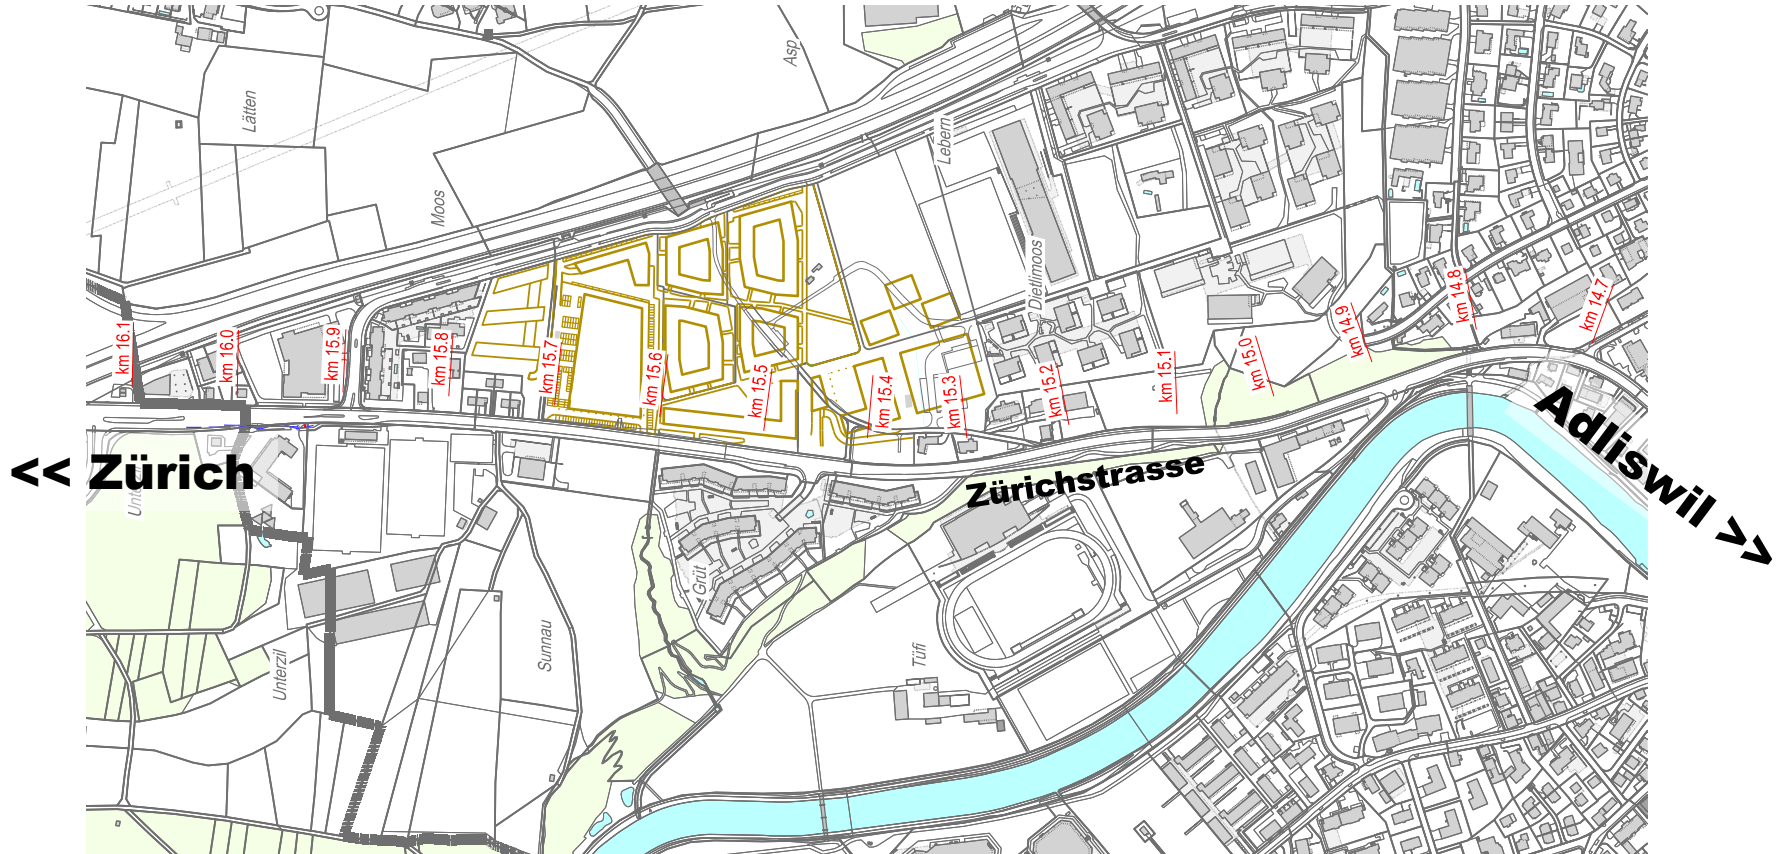 Lätten
Moos
Asp
Lebern
Dietlimoos
km 16.1
km 16.0
km 15.9
km 15.8
km 15.7
km 15.6
km 15.5
km 15.4
km 15.3
km 15.2
km 15.1
km 15.0
km 14.9
km 14.8
km 14.7
<< Zürich
Zürichstrasse
Adliswil >>
Grüt
Sunnau
Unterzil
Tüfi